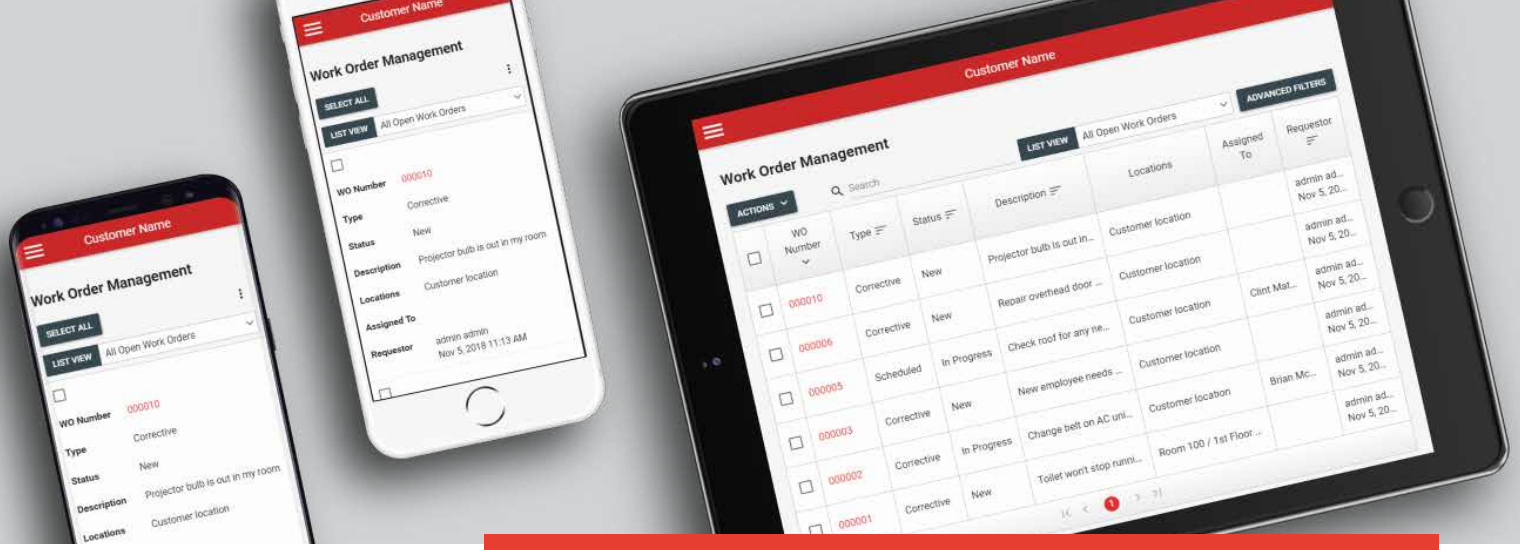 Customer Name
Work Order Management
SELECT ALL
LIST VIEW All Open Work Orders
WO Number 000010
Type Corrective
Status New
Description Projector bulb is out in my room
Locations Customer location
Customer Name
Work Order Management
SELECT ALL
LIST VIEW All Open Work Orders
WO Number 000010
Type Corrective
Status New
Description Projector bulb is out in my room
Locations Customer location
Assigned To
Requestor admin admin
Nov 5, 2018 11:13 AM
Customer Name
Work Order Management
LIST VIEW All Open Work Orders ADVANCED FILTERS
ACTIONS Search
WO Number Type Status Description Locations Assigned To Requestor
000010 Corrective New Projector bulb is out in... Customer location admin ad...
Nov 5, 20...
000006 Corrective New Repair overhead door ... Customer location admin ad...
Nov 5, 20...
000005 Scheduled In Progress Check roof for any ne... Customer location Clint Mat... admin ad...
Nov 5, 20...
000003 Corrective New New employee needs ... Customer location admin ad...
Nov 5, 20...
000002 Corrective In Progress Change belt on AC uni... Customer location Brian Mc... admin ad...
Nov 5, 20...
000001 Corrective New Toilet won't stop runni... Room 100 / 1st Floor ... admin ad...
Nov 5, 20...
1